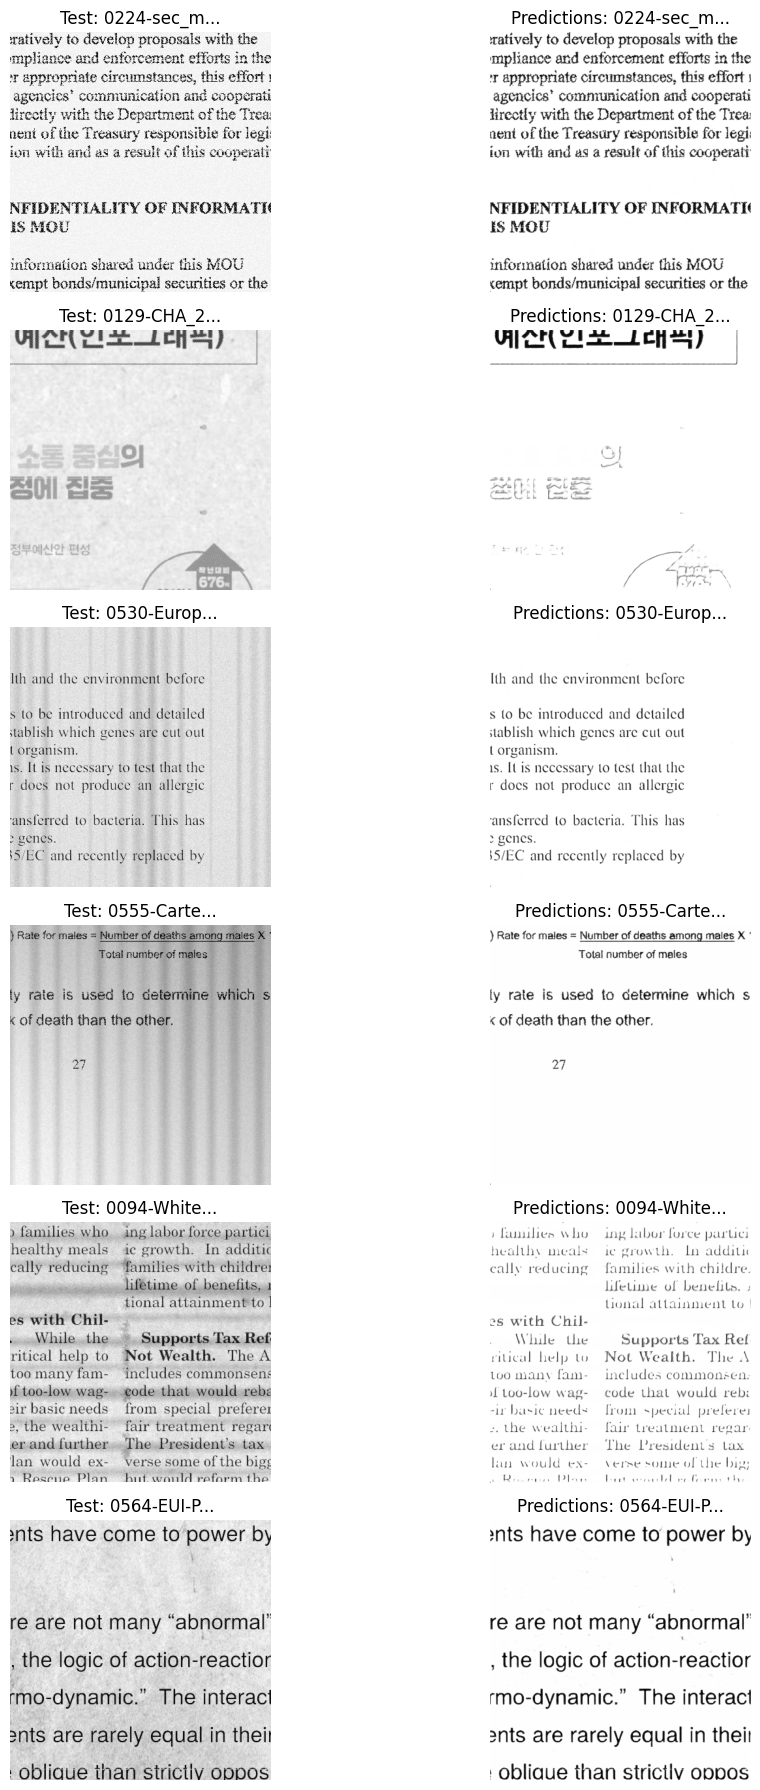 Test: 0224-sec_m...
ratively to develop proposals with the
mpliance and enforcement efforts in the
r appropriate circumstances, this effort
agencies' communication and cooperati
directly with the Department of the Trea
nent of the Treasury responsible for legis
ion with and as a result of this cooperati
NFIDENTIALITY OF INFORMATI
IS MOU
information shared under this MOU
xempt bonds/municipal securities or the
Predictions: 0224-sec_m...
ratively to develop proposals with the
mpliance and enforcement efforts in the
r appropriate circumstances, this effort
agencies' communication and cooperati
directly with the Department of the Trea
nent of the Treasury responsible for legis
ion with and as a result of this cooperati
NFIDENTIALITY OF INFORMATI
IS MOU
information shared under this MOU
xempt bonds/municipal securities or the
Test: 0129-CHA_2...
예산(인포그래픽)
소통 중심의
정에 집중
정부예산안 편성
676
Predictions: 0129-CHA_2...
예산(인포그래픽)
의
정에 집중
Test: 0530-Europ...
lth and the environment before
s to be introduced and detailed
stablish which genes are cut out
t organism.
ns. It is necessary to test that the
r does not produce an allergic
ransferred to bacteria. This has
e genes.
35/EC and recently replaced by
Predictions: 0530-Europ...
lth and the environment before
s to be introduced and detailed
stablish which genes are cut out
t organism.
ns. It is necessary to test that the
r does not produce an allergic
ransferred to bacteria. This has
e genes.
35/EC and recently replaced by
Test: 0555-Carte...
) Rate for males = Number of deaths among males X
Total number of males
ty rate is used to determine which s
k of death than the other.
27
Predictions: 0555-Carte...
) Rate for males = Number of deaths among males X
Total number of males
ly rate is used to determine which s
k of death than the other.
27
Test: 0094-White...
families who
healthy meals
cally reducing
es with Chil-
. While the
ritical help to
too many fam-
of too-low wag-
eir basic needs
e, the wealthi-
er and further
lan would ex-
Rescue Plan
ing labor force partici
ic growth. In additic
families with children
lifetime of benefits,
tional attainment to
Supports Tax Ref
Not Wealth. The A
includes commonsens
code that would reba
from special preferen
fair treatment regard
The President's tax
verse some of the bigg
but would reform the
Predictions: 0094-White...
families who
healthy meals
cally reducing
es with Chil-
. While the
ritical help to
too many fam-
of too-low wag-
eir basic needs
e. the wealthi-
er and further
lan would ex-
Rescue Plan
ing labor force partici
ic growth. In additic
families with childre
lifetime of benefits.
tional attainment to
Supports Tax Ref
Not Wealth. The A
includes commonsen
code that would reba
from special preferen
fair treatment regar
The President's tax
verse some of the bigg
but would reform the
Test: 0564-EUI-P...
ents have come to power by
re are not many “abnormal”
, the logic of action-reaction
rmo-dynamic.” The interact
ents are rarely equal in their
oblique than strictly oppos
Predictions: 0564-EUI-P...
ents have come to power by
re are not many “abnormal”
, the logic of action-reaction
rmo-dynamic.” The interact
ents are rarely equal in their
oblique than strictly oppos